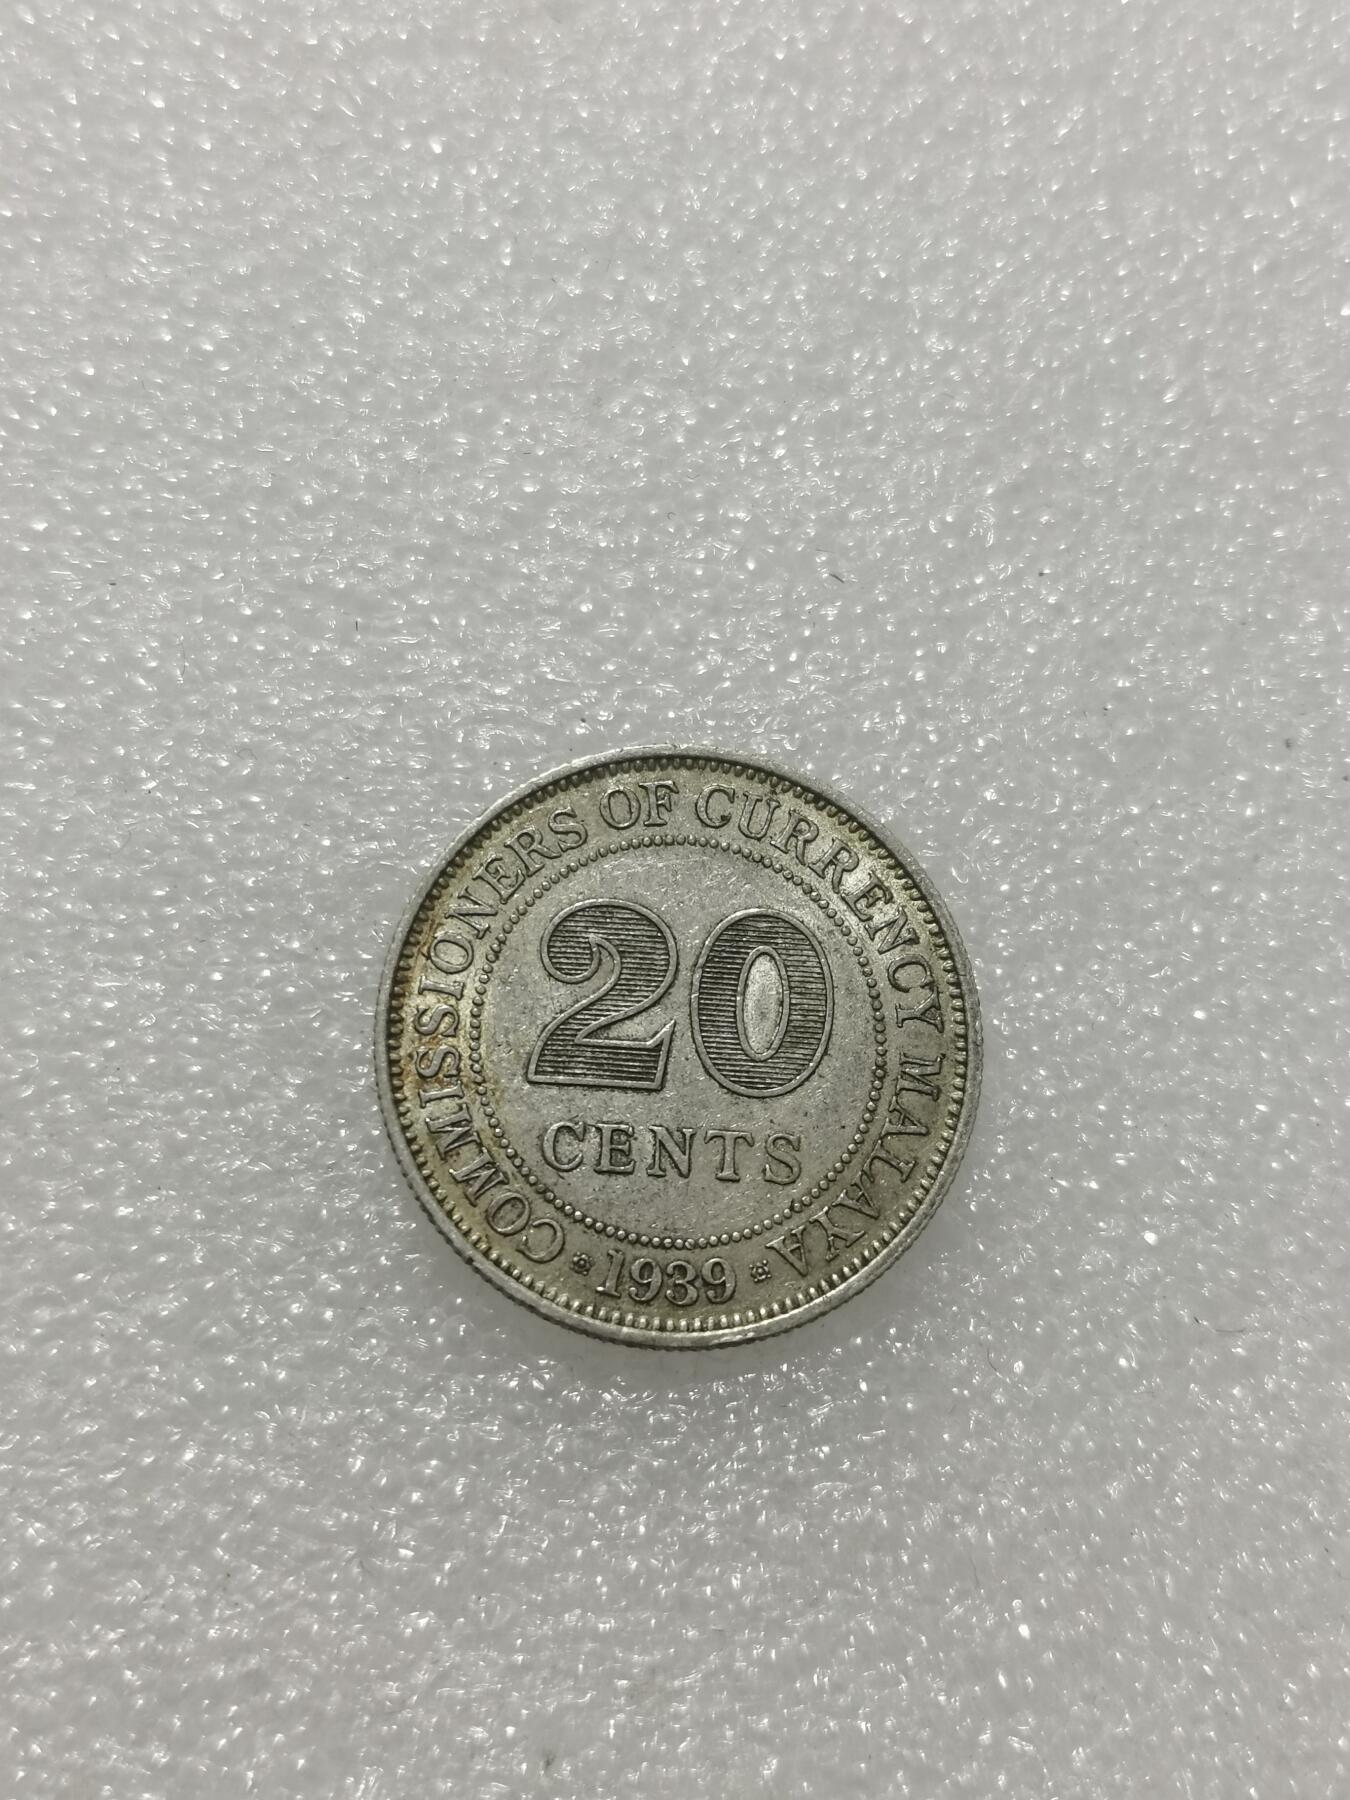 COMMISSIONERS OF CURRENCY MALAYA
20
CENTS
1939